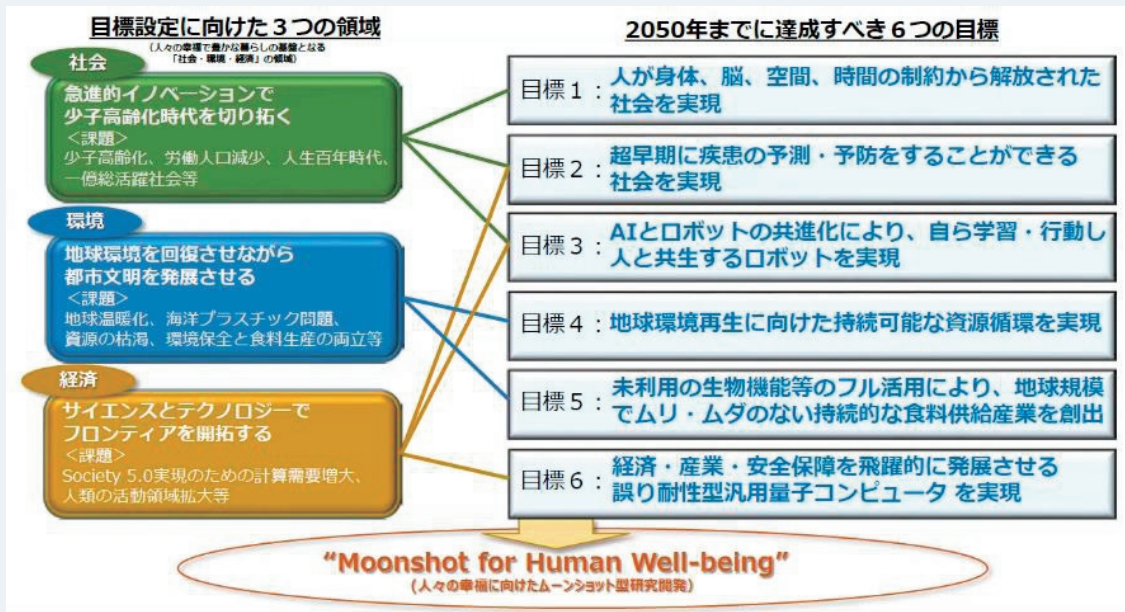 目標設定に向けた３つの領域
(人々の幸福で豊かな暮らしの基盤となる
「社会・環境・経済」の領域)
社会
急進的イノベーションで
少子高齢化時代を切り拓く
＜課題＞
少子高齢化、労働人口減少、人生百年時代、
一億総活躍社会等
環境
地球環境を回復させながら
都市文明を発展させる
＜課題＞
地球温暖化、海洋プラスチック問題、
資源の枯渇、環境保全と食料生産の両立等
経済
サイエンスとテクノロジーで
フロンティアを開拓する
＜課題＞
Society 5.0実現のための計算需要増大、
人類の活動領域拡大等
2050年までに達成すべき６つの目標
目標１：人が身体、脳、空間、時間の制約から解放された
社会を実現
目標２：超早期に疾患の予測・予防をすることができる
社会を実現
目標３：AIとロボットの共進化により、自ら学習・行動し
人と共生するロボットを実現
目標４：地球環境再生に向けた持続可能な資源循環を実現
目標５：未利用の生物機能等のフル活用により、地球規模
でムリ・ムダのない持続的な食料供給産業を創出
目標６：経済・産業・安全保障を飛躍的に発展させる
誤り耐性型汎用量子コンピュータ を実現
“Moonshot for Human Well-being”
(人々の幸福に向けたムーンショット型研究開発)